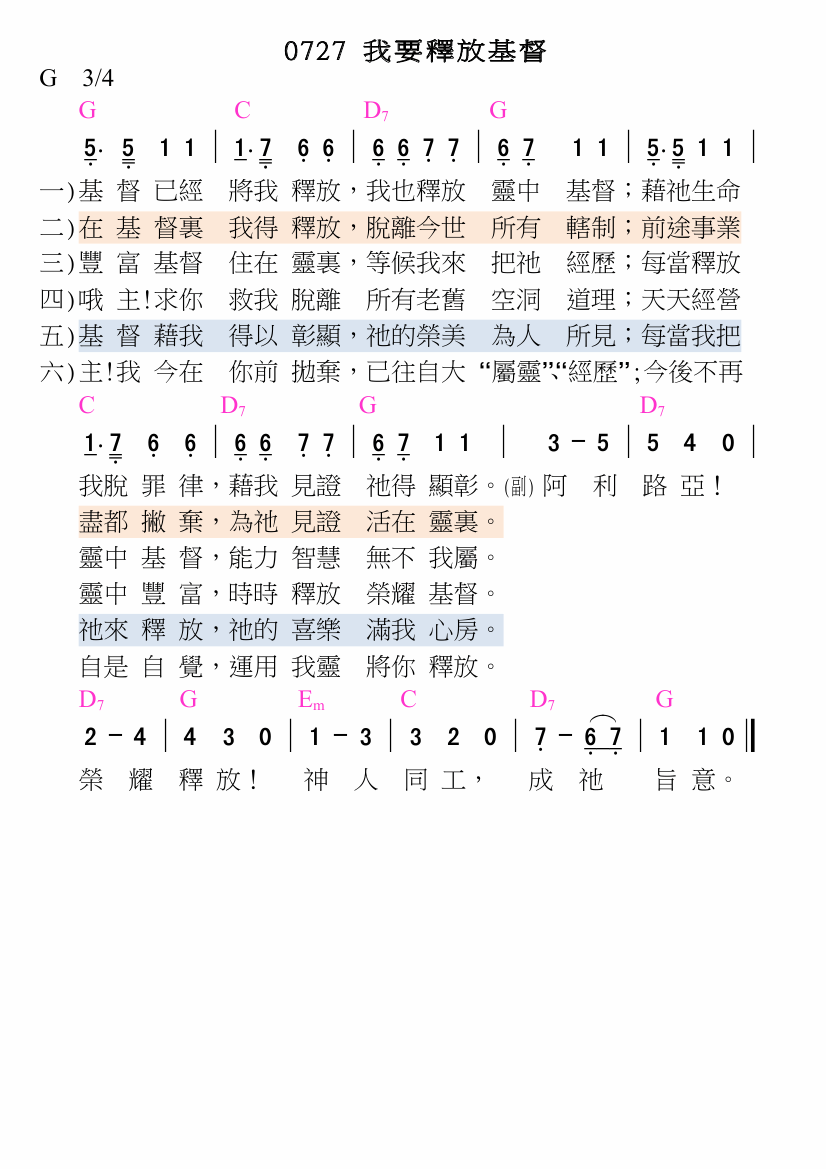 0727 我要釋放基督
G 3/4
G C D7 G
5· 5 1 1 | 1· 7 6 6 | 6 6 7 7 | 6 7 1 1 | 5· 5 1 1 |
一)基 督 已經 將我 釋放，我也釋放 靈中 基督；藉祂生命
二)在 基 督裏 我得 釋放，脫離今世 所有 轄制；前途事業
三)豐 富 基督 住在 靈裏，等候我來 把祂 經歷；每當釋放
四)哦 主!求你 救我 脫離 所有老舊 空洞 道理；天天經營
五)基 督 藉我 得以 彰顯，祂的榮美 為人 所見；每當我把
六)主!我 今在 你前 拋棄，已往自大 “屬靈”、“經歷”;今後不再
C D7 G D7
1· 7 6 6 | 6 6 7 7 | 6 7 1 1 | 3 － 5 | 5 4 0 |
我脫 罪 律，藉我 見證 祂得 顯彰。(副) 阿 利 路 亞！
盡都 撇 棄，為祂 見證 活在 靈裏。
靈中 基 督，能力 智慧 無不 我屬。
靈中 豐 富，時時 釋放 榮耀 基督。
祂來 釋 放，祂的 喜樂 滿我 心房。
自是 自 覺，運用 我靈 將你 釋放。
D7 G Em C D7 G
2 － 4 | 4 3 0 | 1 － 3 | 3 2 0 | 7 － 6 7 | 1 1 0 ‖
榮 耀 釋 放！ 神 人 同 工， 成 祂 旨 意。